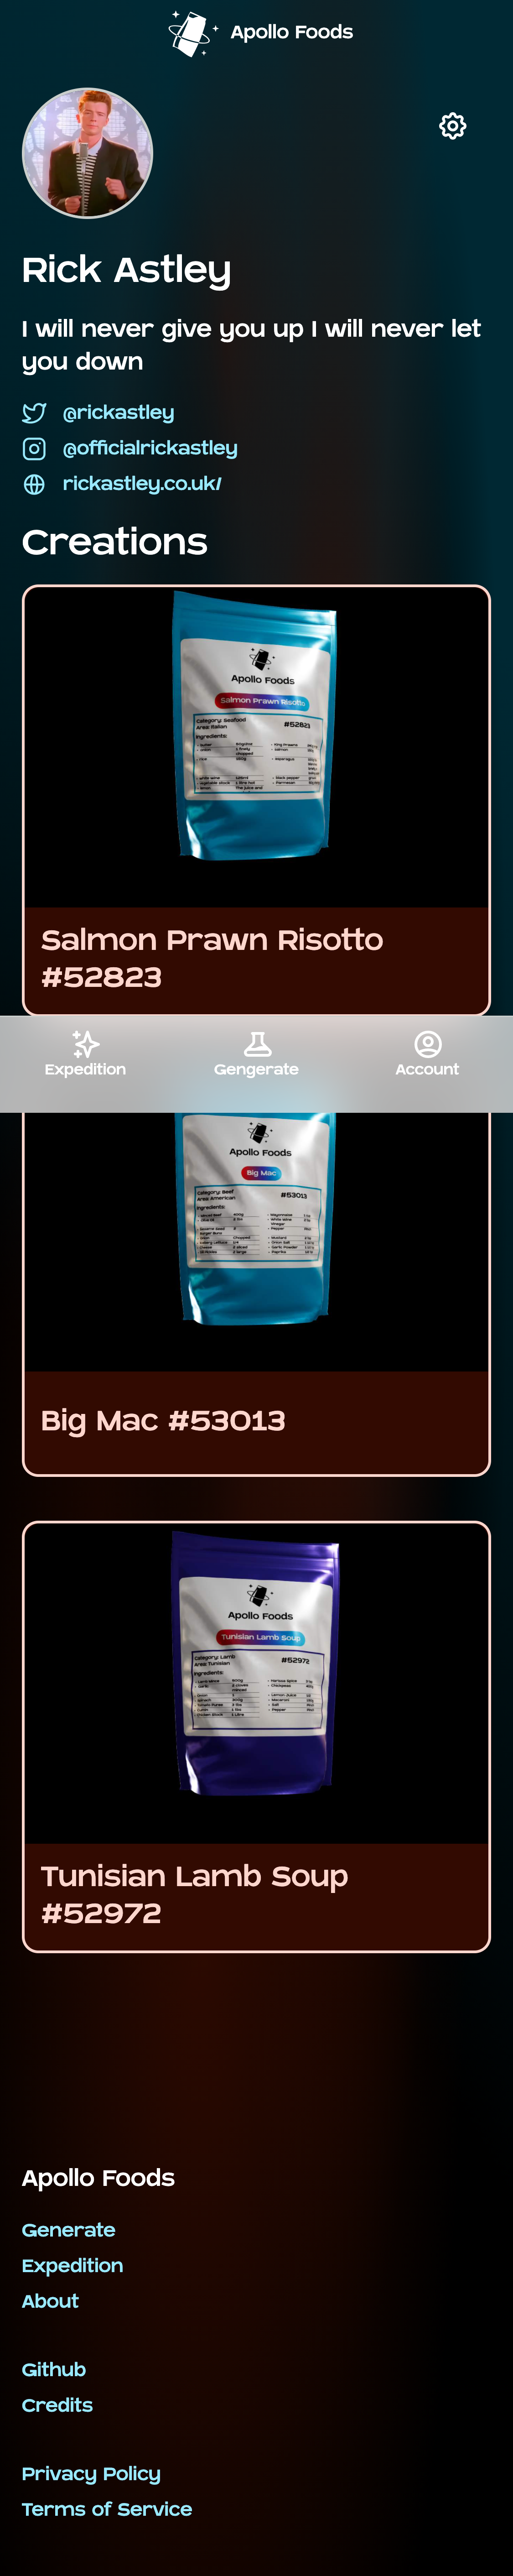 Apollo Foods
Rick Astley
I will never give you up I will never let
you down
@rickastley
@officialrickastley
rickastley.co.uk/
Creations
Apollo Foods
Salmon Prawn Risotto
Category: Seafood
Area: Italian
#52823
Ingredients:
Salmon Prawn Risotto
#52823
Expedition
Gengerate
Account
Apollo Foods
Big Mac
Category: Beef
Area: American
#53013
Ingredients:
Big Mac #53013
Apollo Foods
Tunisian Lamb Soup
Category: Lamb
Area: Tunisian
#52972
Ingredients:
Tunisian Lamb Soup
#52972
Apollo Foods
Generate
Expedition
About
Github
Credits
Privacy Policy
Terms of Service